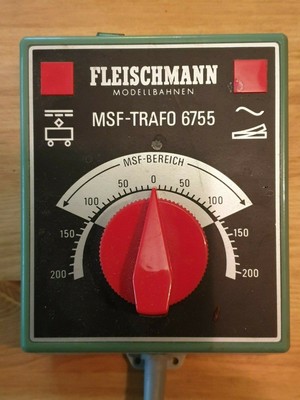 FLEISCHMANN
MODELLBAHNEN
MSF-TRAFO 6755
MSF-BEREICH
200 150 100 50 0 50 100 150 200